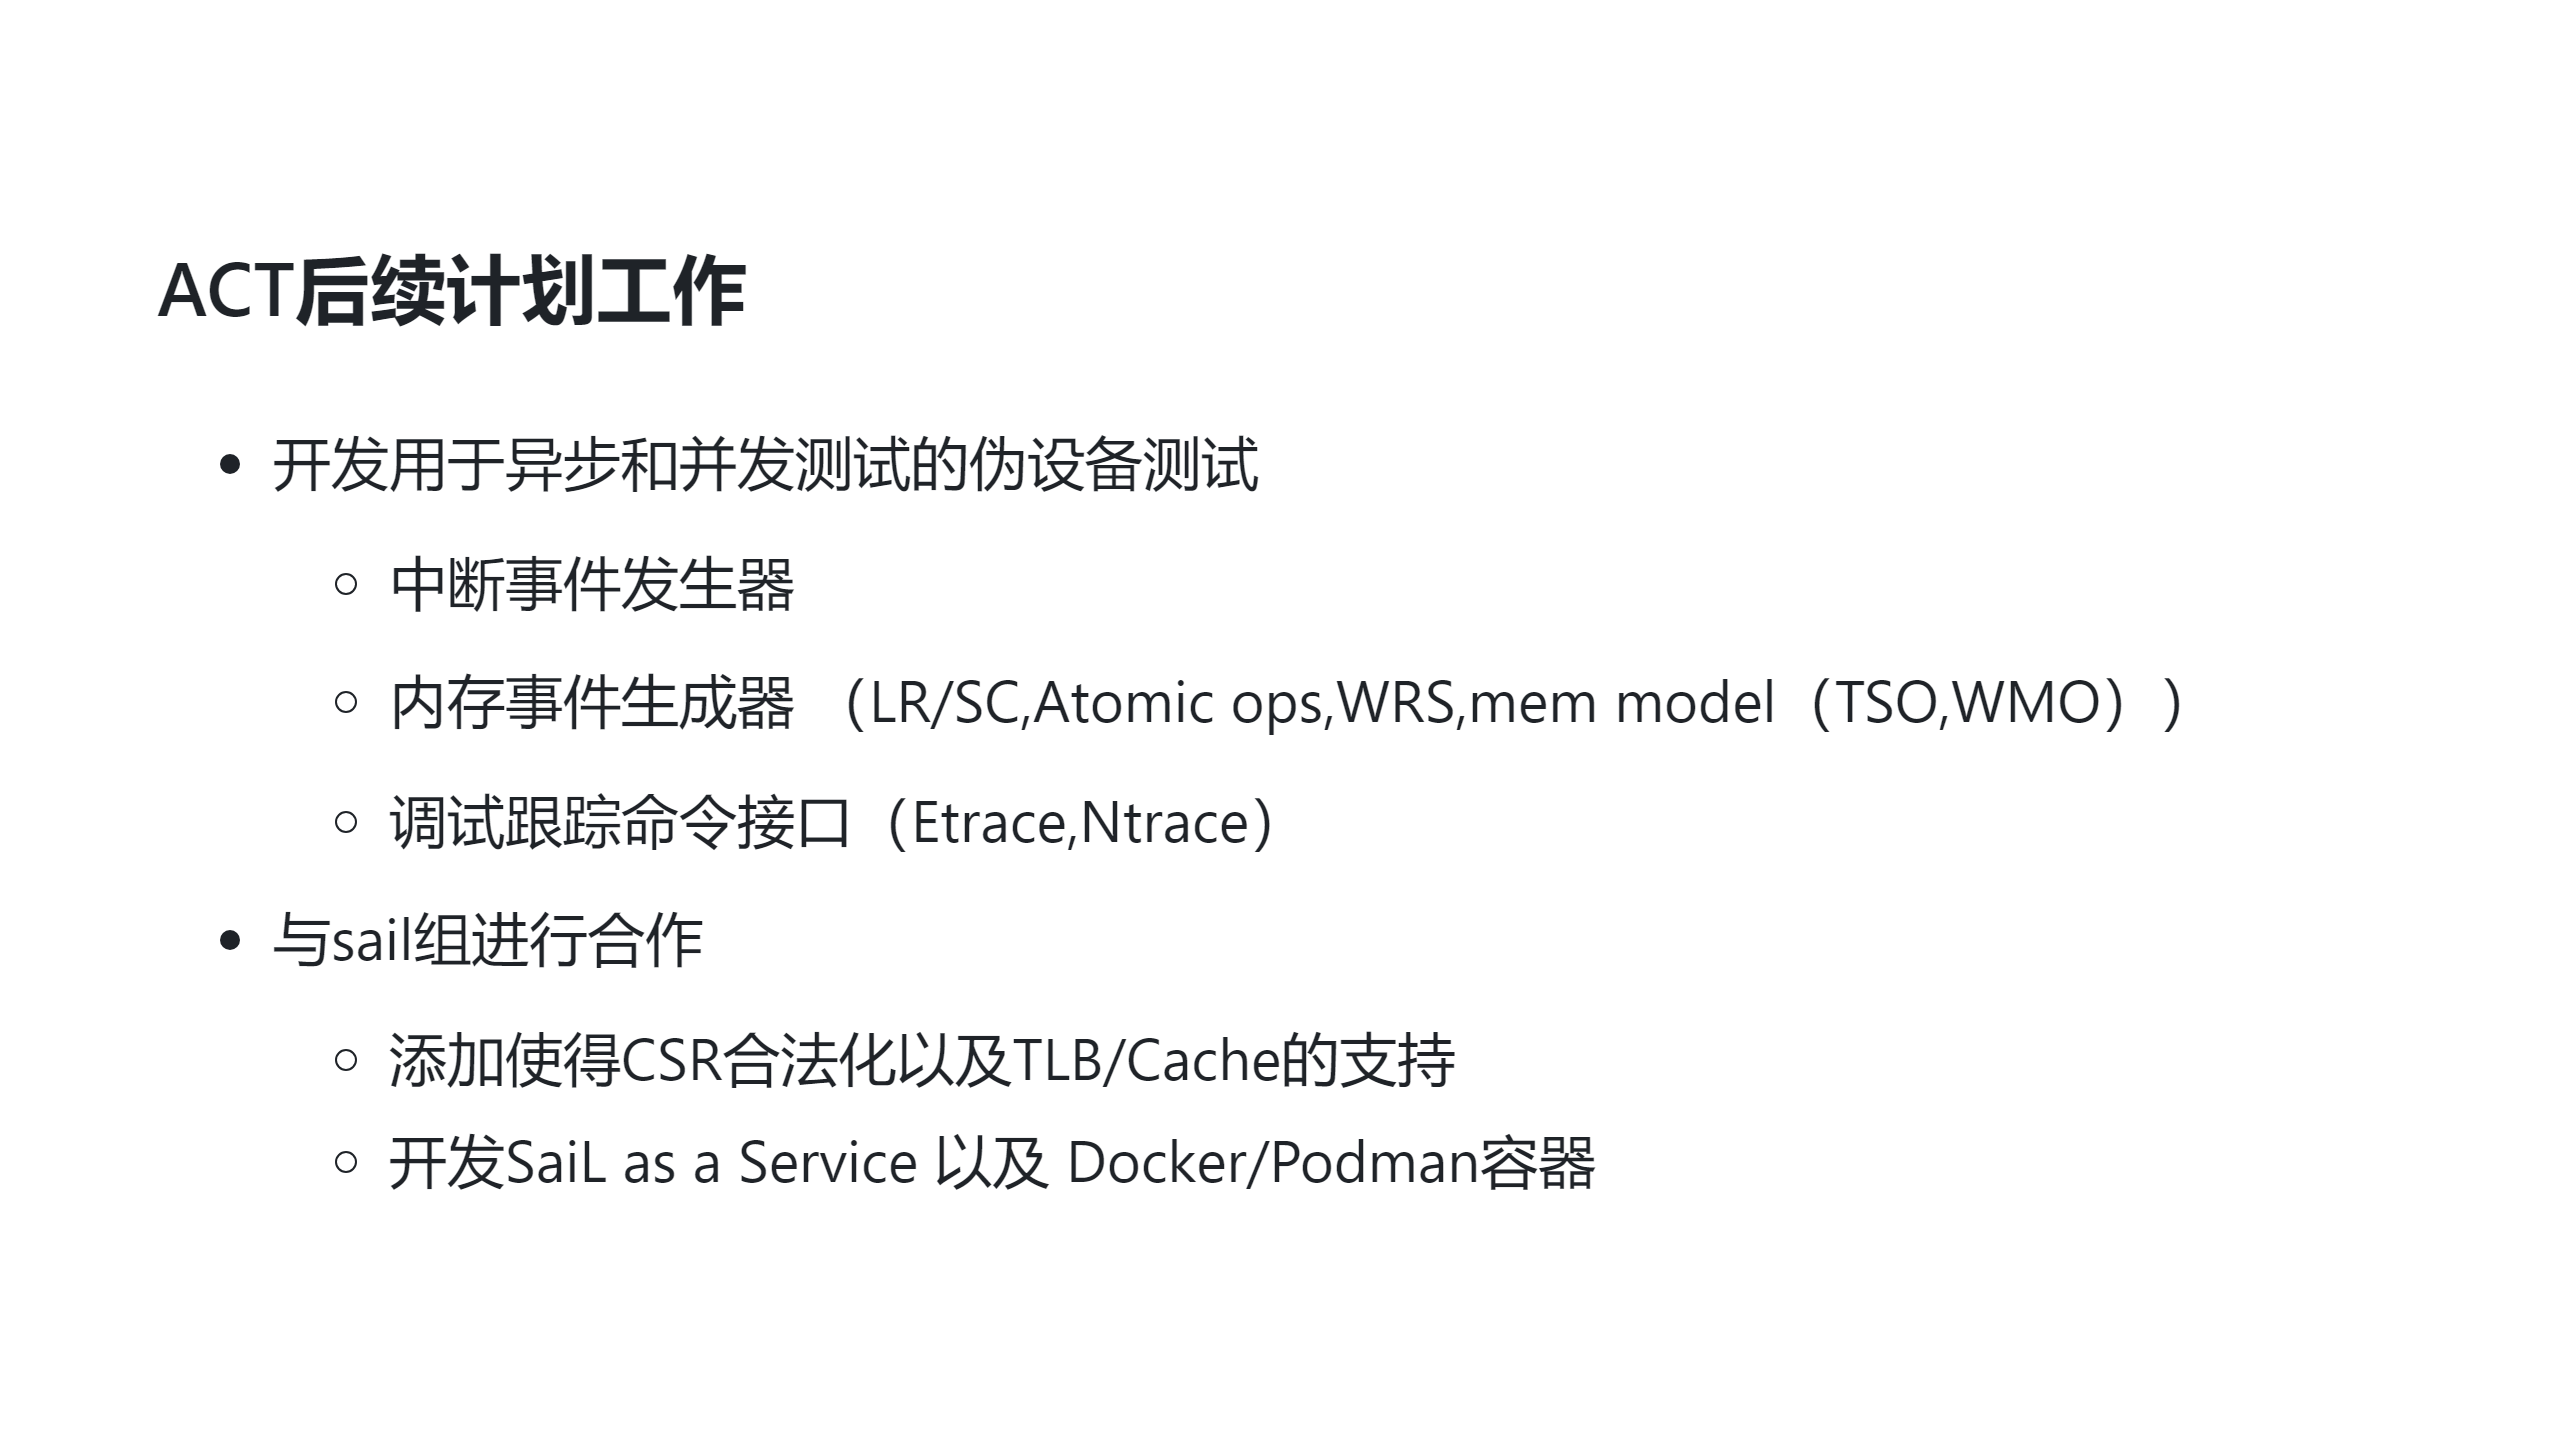 ACT后续计划工作
开发用于异步和并发测试的伪设备测试
中断事件发生器
内存事件生成器 （LR/SC,Atomic ops,WRS,mem model（TSO,WMO））
调试跟踪命令接口（Etrace,Ntrace）
与sail组进行合作
添加使得CSR合法化以及TLB/Cache的支持
开发SaiL as a Service 以及 Docker/Podman容器